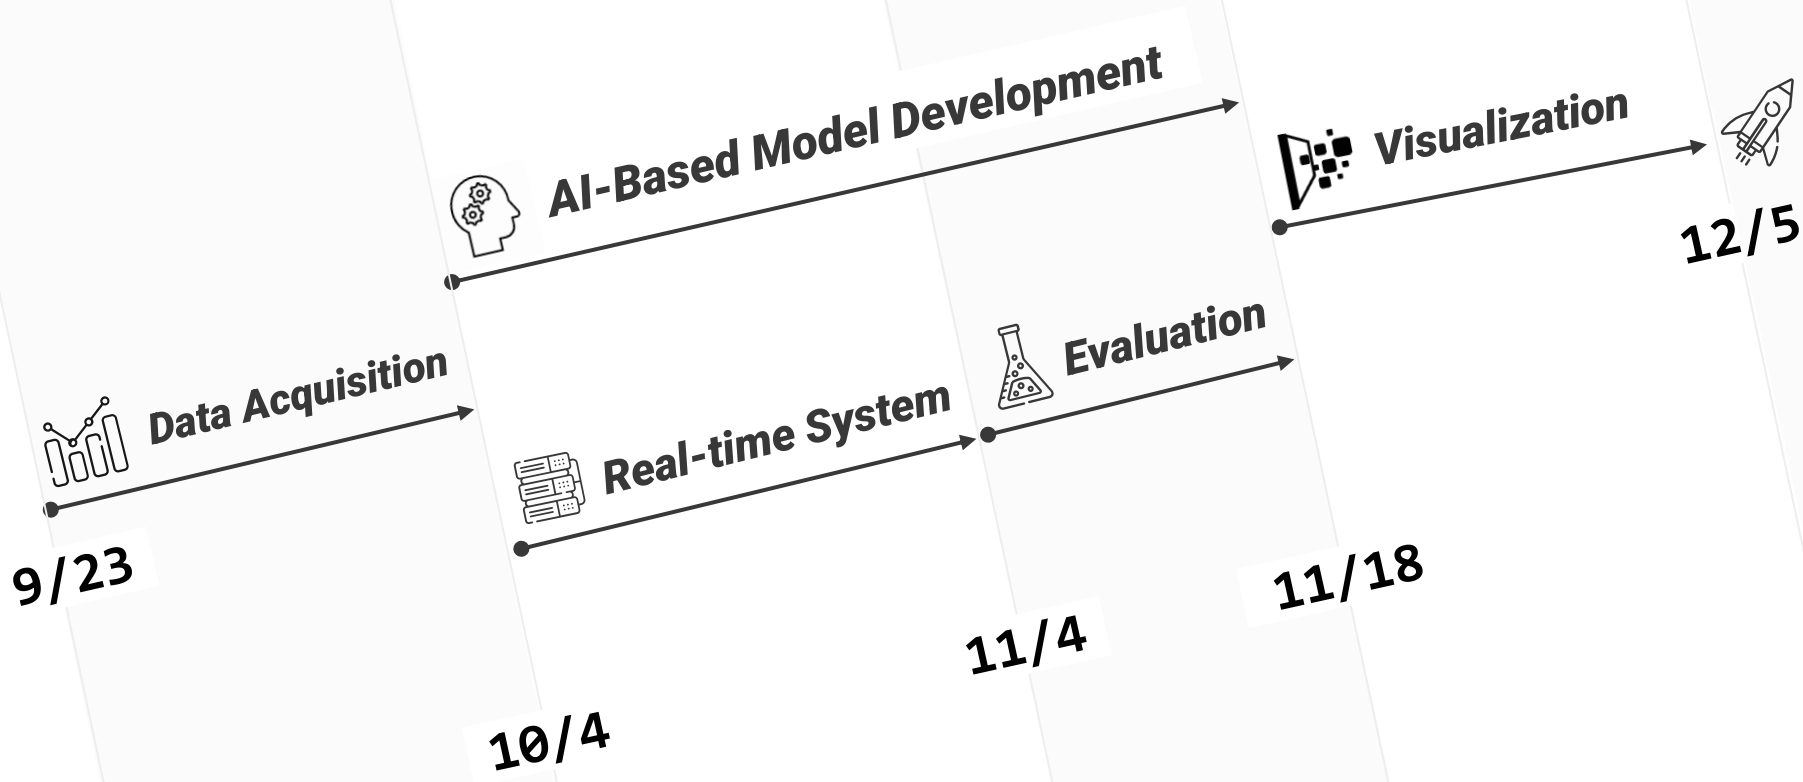 AI-Based Model Development
Visualization
12/5
Evaluation
Data Acquisition
Real-time System
9/23
11/18
11/4
10/4